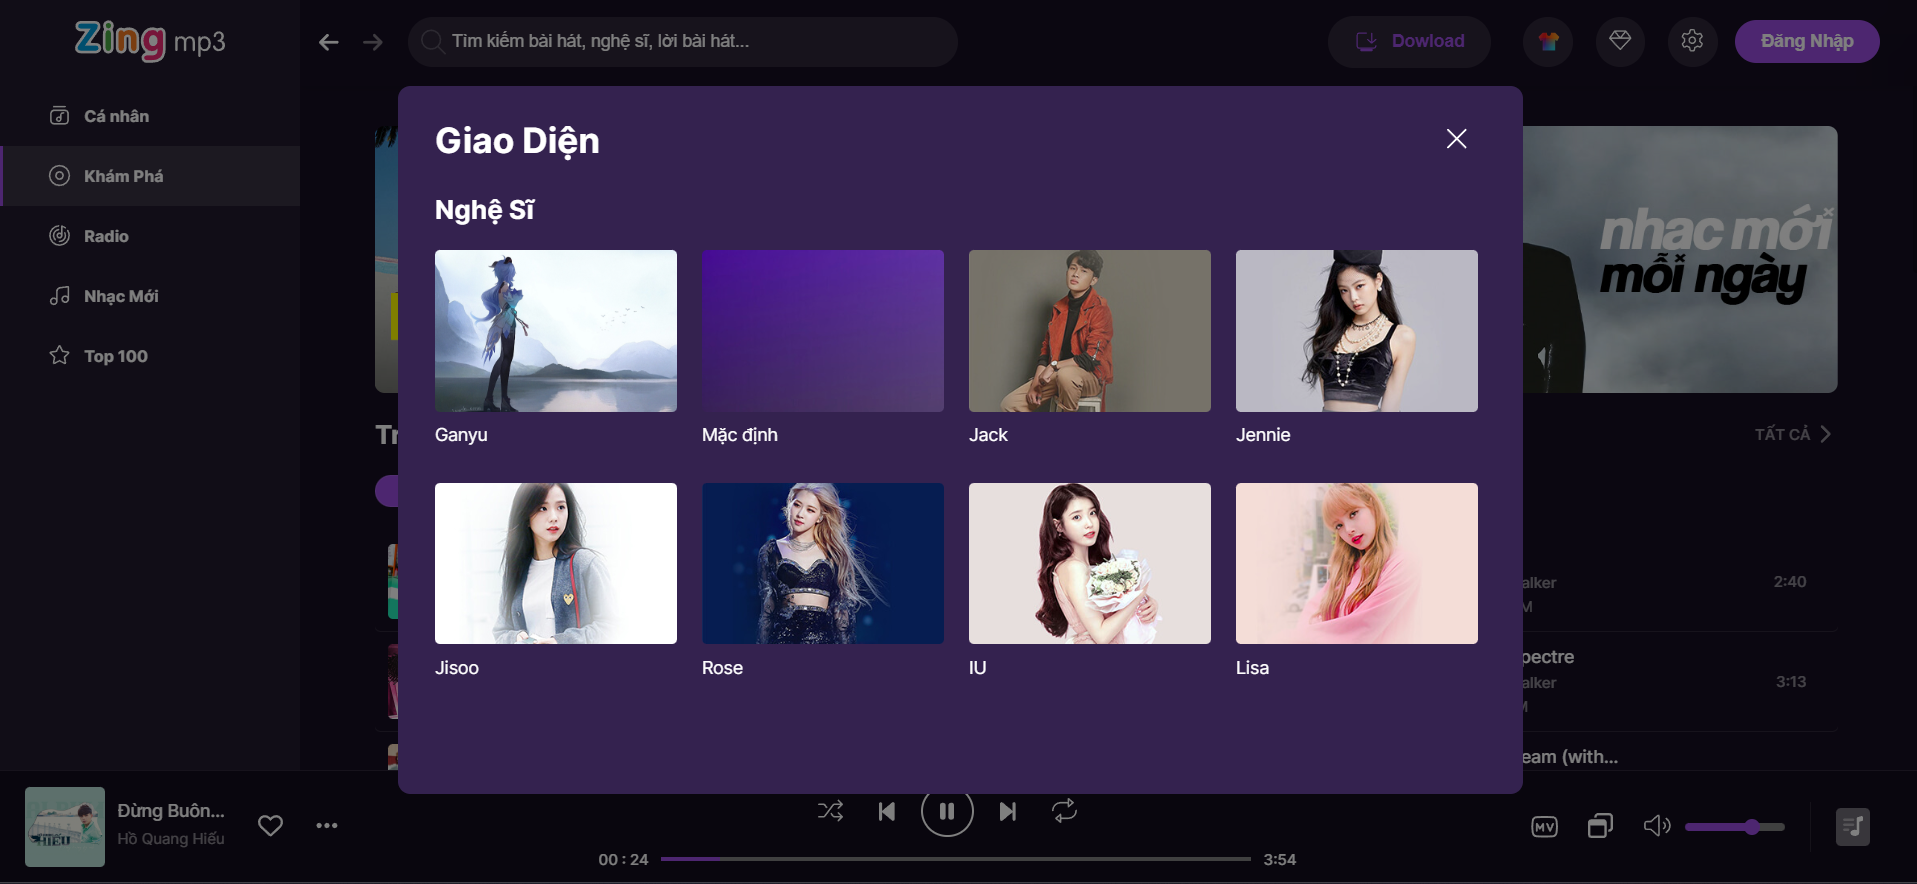 Zing mp3
Tìm kiếm bài hát, nghệ sĩ, lời bài hát...
Dowload
Đăng Nhập
Cá nhân
Khám Phá
Radio
Nhạc Mới
Top 100
Giao Diện
Nghệ Sĩ
Ganyu
Mặc định
Jack
Jennie
Jisoo
Rose
IU
Lisa
nhạc mới
mỗi ngày
Tr
TẤT CẢ
alker
2:40
M
pectre
alker
3:13
M
eam (with...
Đừng Buôn...
Hồ Quang Hiếu
HIẾU
00 : 24
3:54
MV